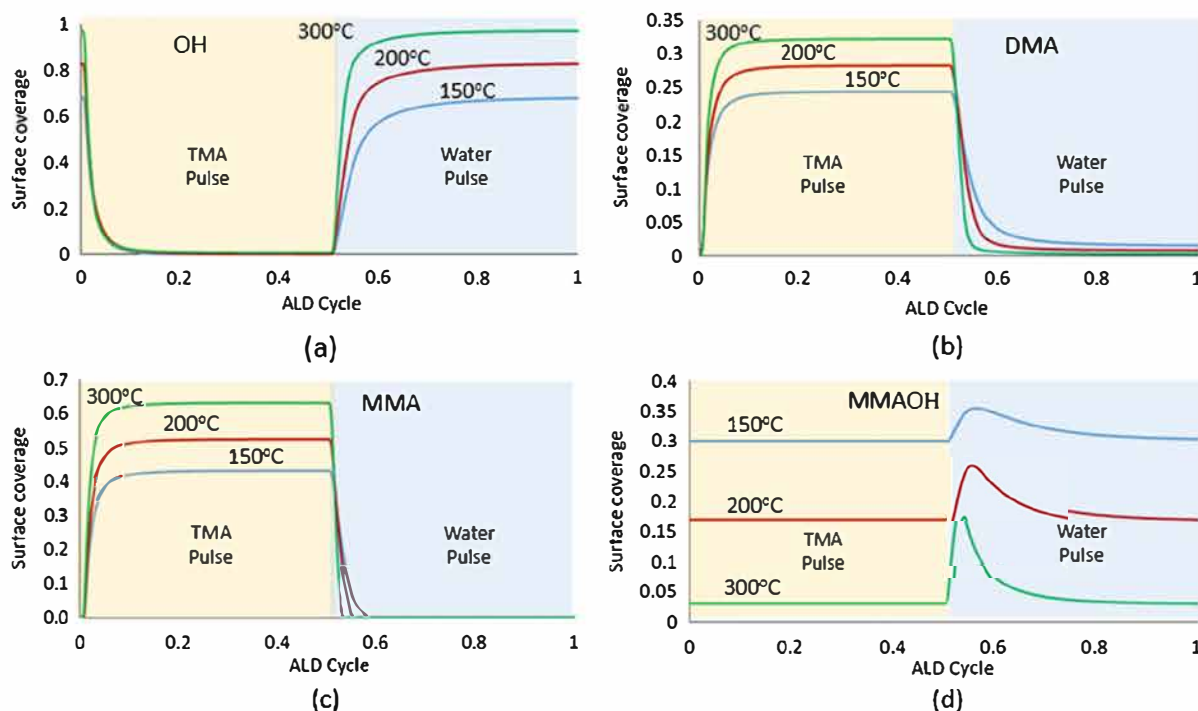 OH
300°C
200°C
150°C
TMA
Pulse
Water
Pulse
Surface coverage
1
0.8
0.6
0.4
0.2
0
0 0.2 0.4 0.6 0.8 1
ALD Cycle
(a)
DMA
300°C
200°C
150°C
TMA
Pulse
Water
Pulse
Surface coverage
0.35
0.3
0.25
0.2
0.15
0.1
0.05
0
0 0.2 0.4 0.6 0.8 1
ALD Cvcle
(b)
MMA
300°C
200°C
150°C
TMA
Pulse
Water
Pulse
Surface coverage
0.7
0.6
0.5
0.4
0.3
0.2
0.1
0.0
0 0.2 0.4 0.6 0.8 1
ALD Cycle
(c)
MMAOH
150°C
200°C
300°C
TMA
Pulse
Water
Pulse
Surface coverage
0.4
0.35
0.3
0.25
0.2
0.15
0.1
0.05
0
0 0.2 0.4 0.6 0.8 1
ALD Cycle
(d)